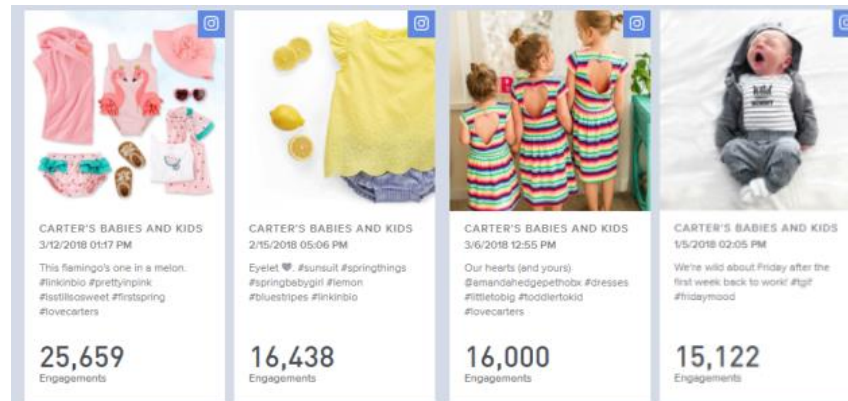 CARTER'S BABIES AND KIDS
3/12/2018 01:17 PM
This flamingo's one in a melon.
#linkinbio #prettyinpink
#isstillsosweet #firstspring
#lovecarters
25,659
Engagements
CARTER'S BABIES AND KIDS
2/15/2018 05:06 PM
Eyelet 🖤. #sunsuit #springthings
#springbabygirl #lemon
#bluestripes #linkinbio
16,438
Engagements
CARTER'S BABIES AND KIDS
3/6/2018 12:55 PM
Our hearts (and yours)
@amandahedgepethobx #dresses
#littletobig #toddlertokid
#lovecarters
16,000
Engagements
Wild
CARTER'S BABIES AND KIDS
1/5/2018 02:05 PM
We're wild about Friday after the
first week back to work! #tgif
#fridaymood
15,122
Engagements